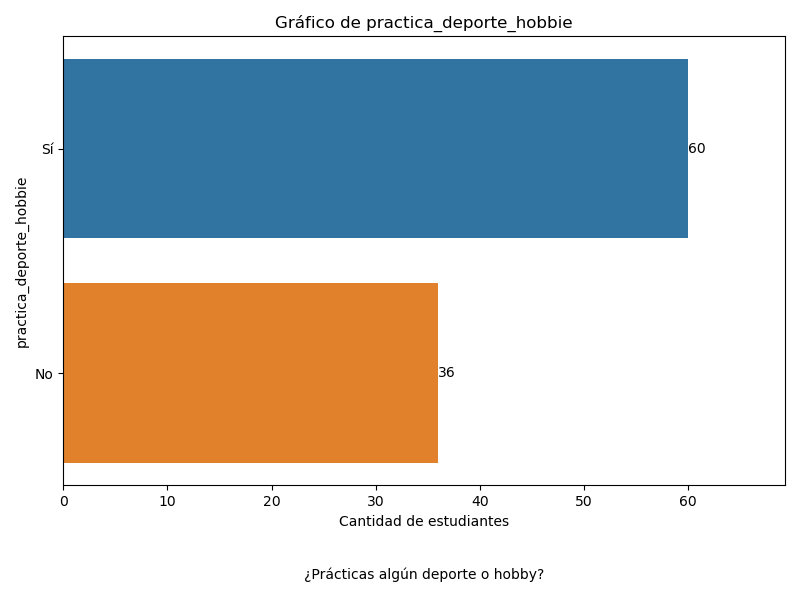 Gráfico de practica_deporte_hobbie
practica_deporte_hobbie
Sí
60
No
36
0 10 20 30 40 50 60
Cantidad de estudiantes
¿Prácticas algún deporte o hobby?